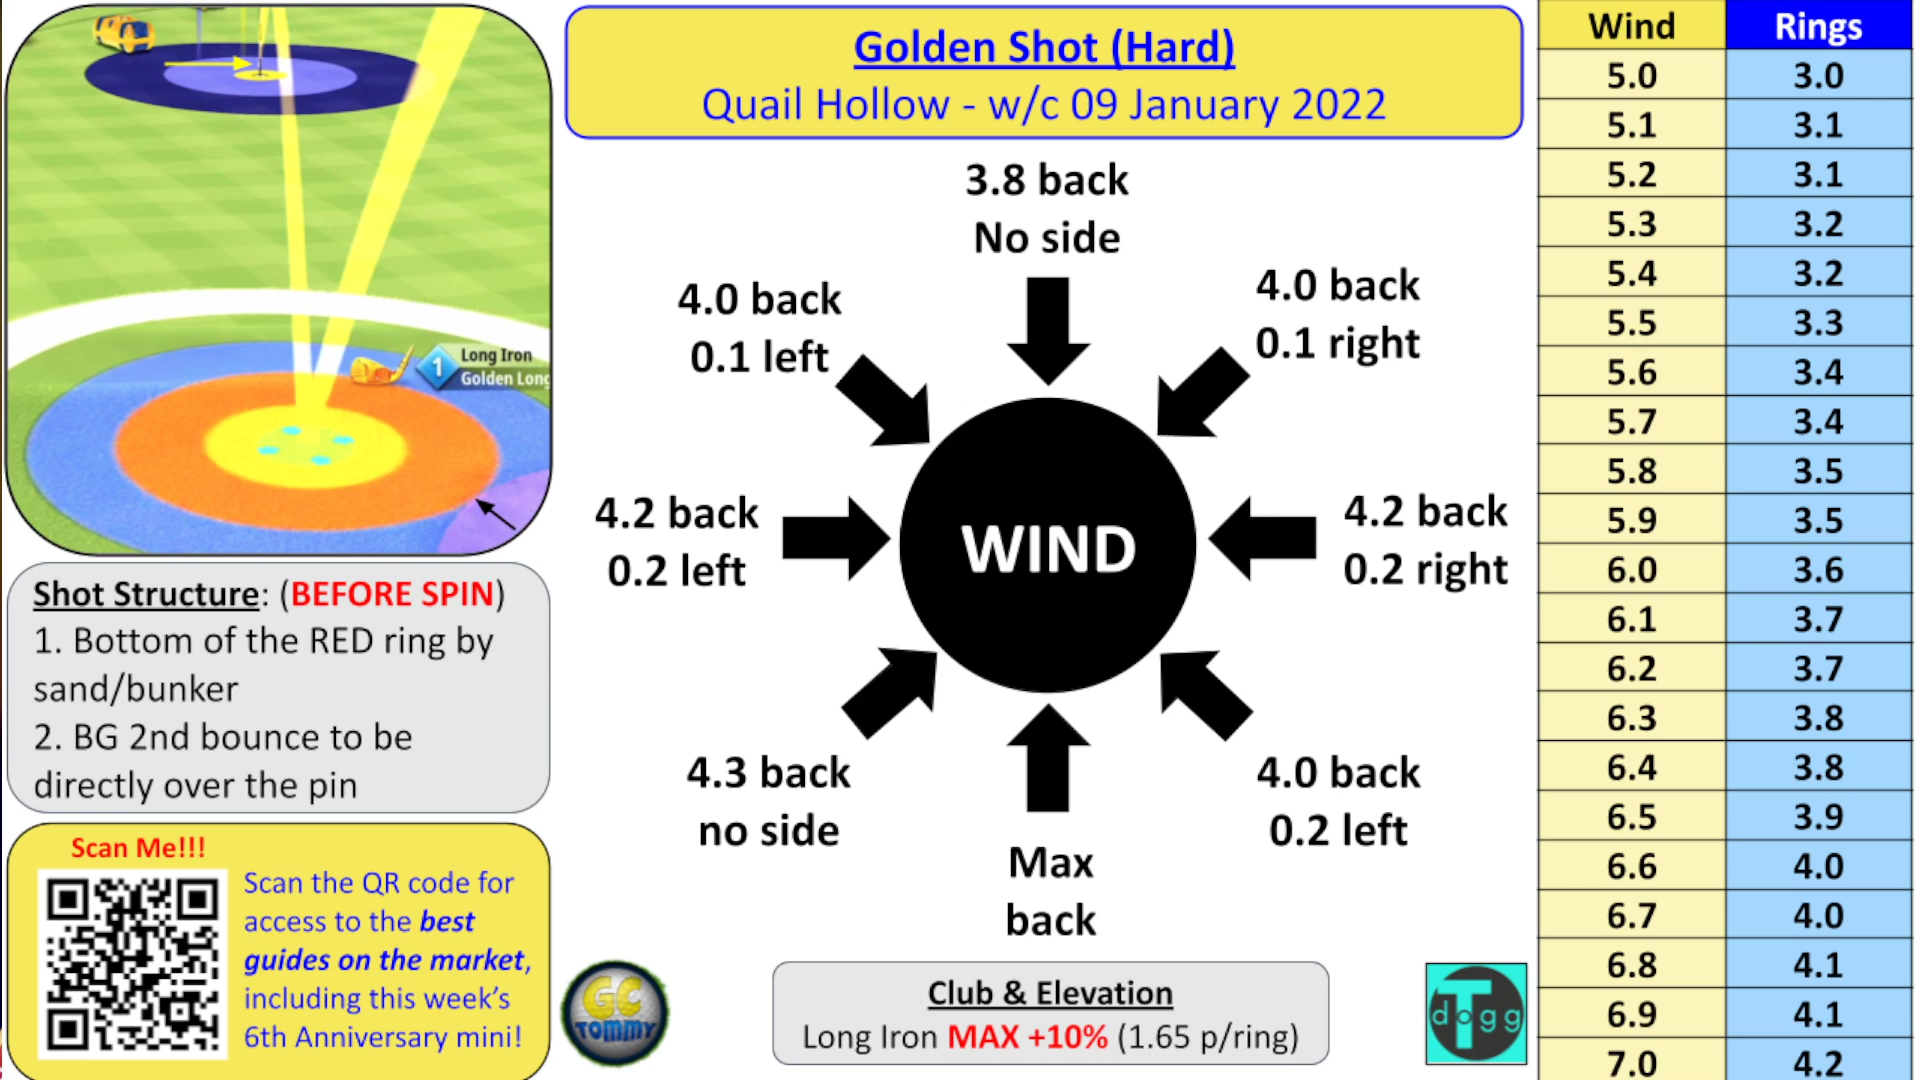 1
Long Iron
Golden Long
Golden Shot (Hard)
Quail Hollow - w/c 09 January 2022
3.8 back
No side
4.0 back
0.1 left
4.0 back
0.1 right
4.2 back
0.2 left
WIND
4.2 back
0.2 right
4.3 back
no side
Max
back
4.0 back
0.2 left
Shot Structure: (BEFORE SPIN)
1. Bottom of the RED ring by
sand/bunker
2. BG 2nd bounce to be
directly over the pin
Scan Me!!!
Scan the QR code for
access to the best
guides on the market,
including this week's
6th Anniversary mini!
GC
TOMMY
Club & Elevation
Long Iron MAX +10% (1.65 p/ring)
T
dogg
Wind Rings
5.0 3.0
5.1 3.1
5.2 3.1
5.3 3.2
5.4 3.2
5.5 3.3
5.6 3.4
5.7 3.4
5.8 3.5
5.9 3.5
6.0 3.6
6.1 3.7
6.2 3.7
6.3 3.8
6.4 3.8
6.5 3.9
6.6 4.0
6.7 4.0
6.8 4.1
6.9 4.1
7.0 4.2